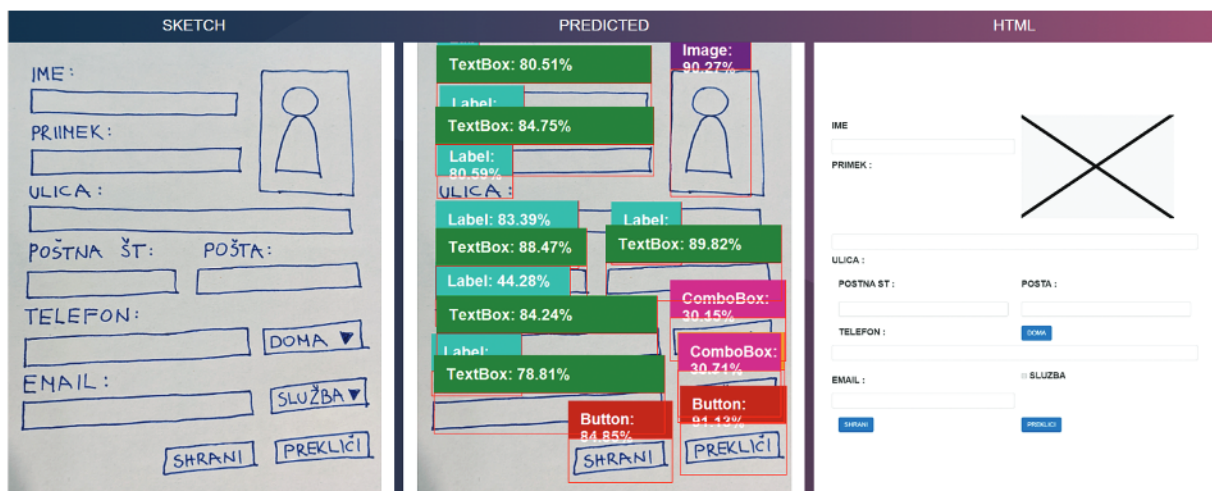 SKETCH
IME:
PRIIMEK:
ULICA:
POŠTNA ŠT: POŠTA:
TELEFON:
DOMA ▼
EMAIL:
SLUŽBA ▼
SHRANI PREKLIČI
PREDICTED
Image:
90.27%
TextBox: 80.51%
Label:
TextBox: 84.75%
Label:
80.59%
ULICA:
Label: 83.39% Label:
TextBox: 88.47% TextBox: 89.82%
Label: 44.28%
ComboBox:
30.15%
TextBox: 84.24%
Label:
ComboBox:
30.71%
TextBox: 78.81%
Button:
91.13%
Button:
84.85%
SHRANI PREKLIČI
HTML
IME
PRIMEK :
ULICA :
POSTNA ST : POSTA :
TELEFON : DOMA
EMAIL : SLUZBA
SHRANI PREKLICI